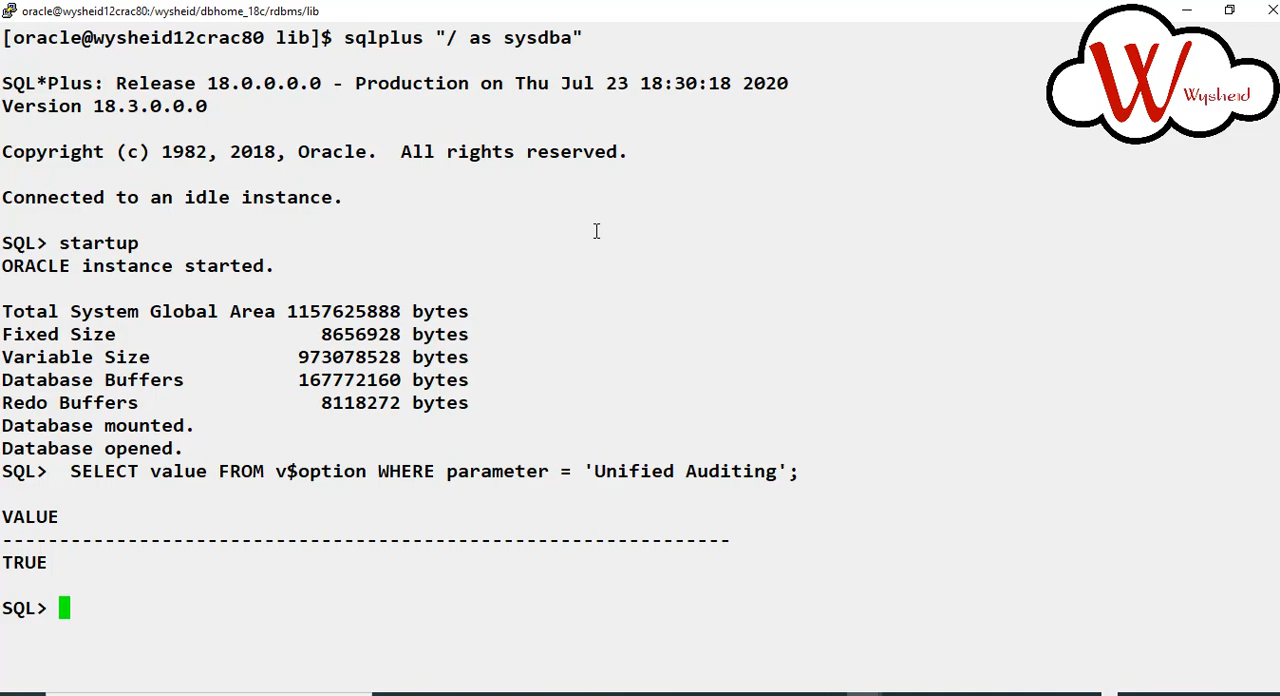 oracle@wysheid12crac80:/wysheid/dbhome_18c/rdbms/lib
[oracle@wysheid12crac80 lib]$ sqlplus "/ as sysdba"
SQL*Plus: Release 18.0.0.0.0 - Production on Thu Jul 23 18:30:18 2020
Version 18.3.0.0.0
Copyright (c) 1982, 2018, Oracle.  All rights reserved.
Connected to an idle instance.
SQL> startup
ORACLE instance started.
Total System Global Area 1157625888 bytes
Fixed Size                  8656928 bytes
Variable Size             973078528 bytes
Database Buffers          167772160 bytes
Redo Buffers                8118272 bytes
Database mounted.
Database opened.
SQL>  SELECT value FROM v$option WHERE parameter = 'Unified Auditing';
VALUE
----------------------------------------------------------------
TRUE
SQL>
W Wysheid